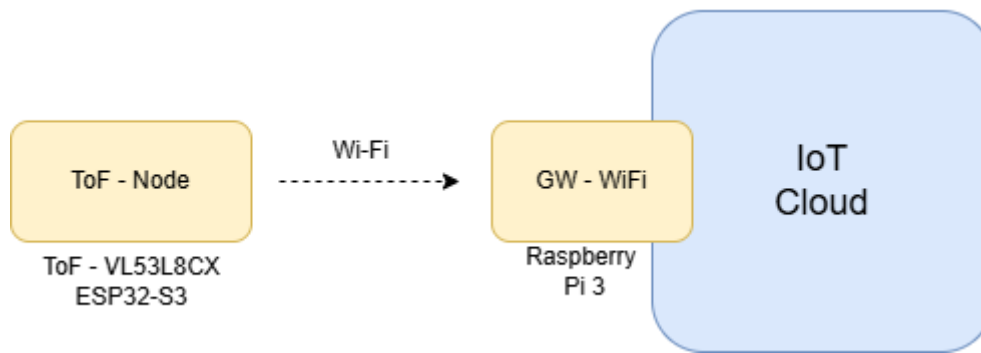 ToF - Node
ToF - VL53L8CX
ESP32-S3
Wi-Fi
GW - WiFi
Raspberry
Pi 3
IoT
Cloud